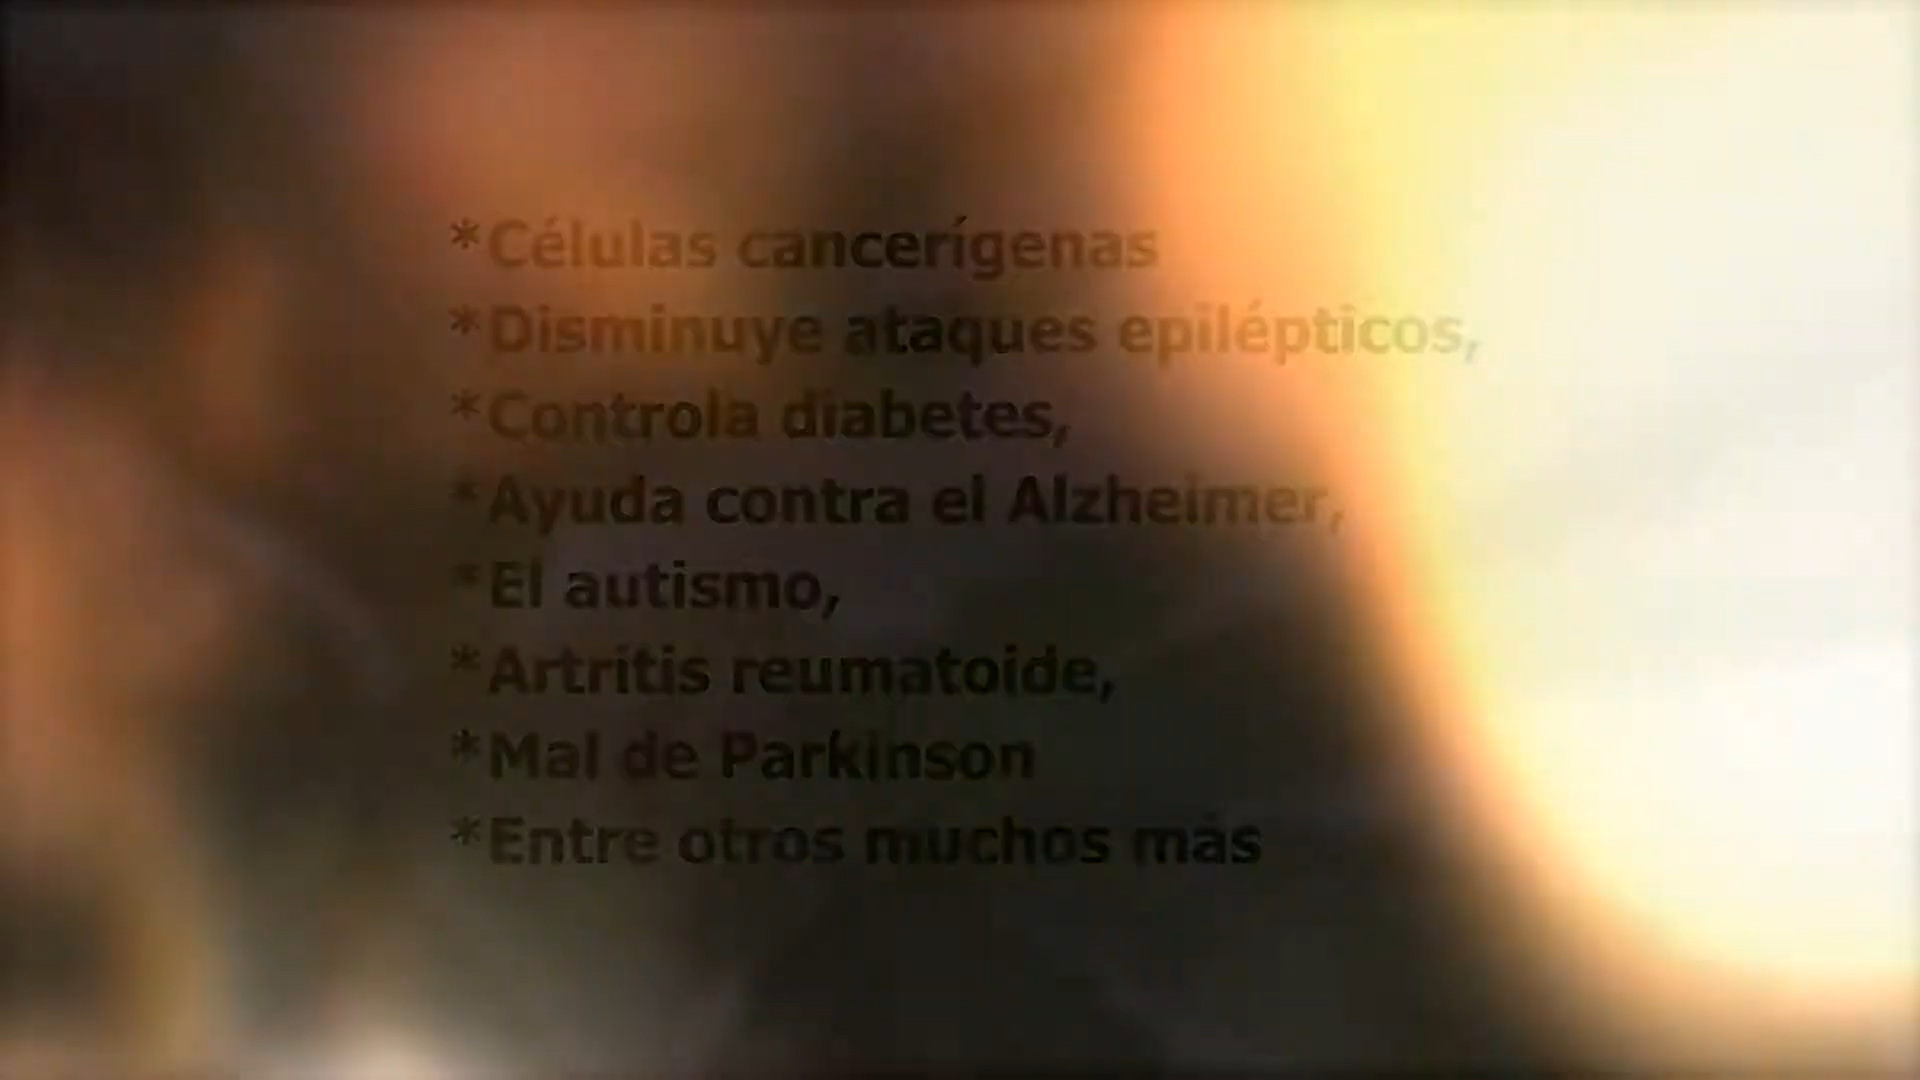 *Células cancerígenas
*Disminuye ataques epilépticos,
*Controla diabetes,
*Ayuda contra el Alzheimer,
*El autismo,
*Artritis reumatoide,
*Mal de Parkinson
*Entre otros muchos más